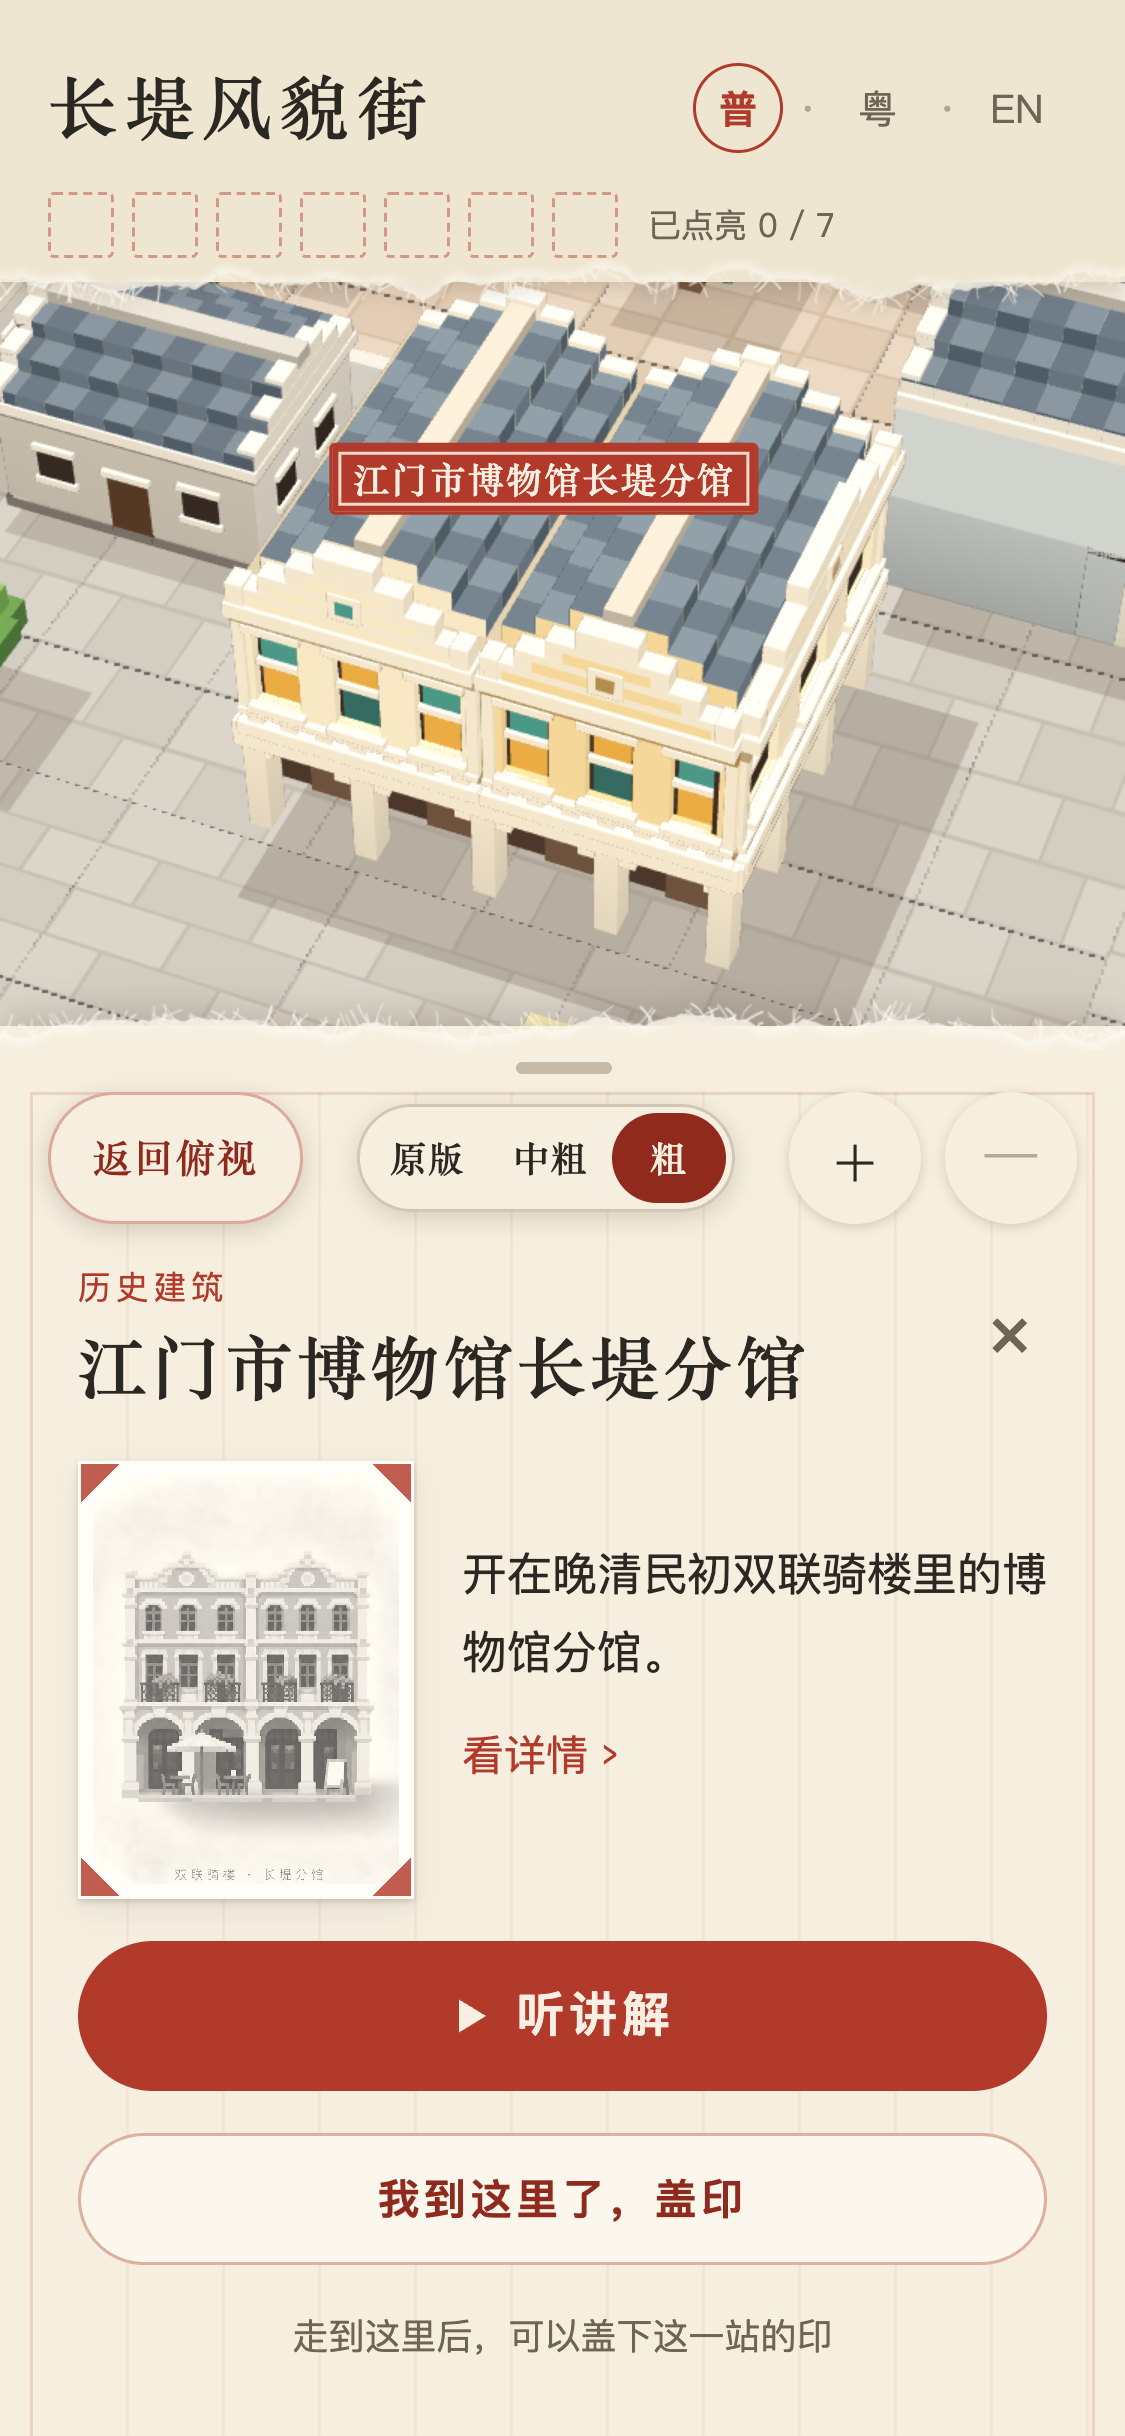 长堤风貌街
普 · 粤 · EN
已点亮 0 / 7
江门市博物馆长堤分馆
返回俯视
原版 中粗 粗
+ —
历史建筑
江门市博物馆长堤分馆
×
开在晚清民初双联骑楼里的博
物馆分馆。
看详情 ›
双联骑楼 · 长堤分馆
▶ 听讲解
我到这里了，盖印
走到这里后，可以盖下这一站的印